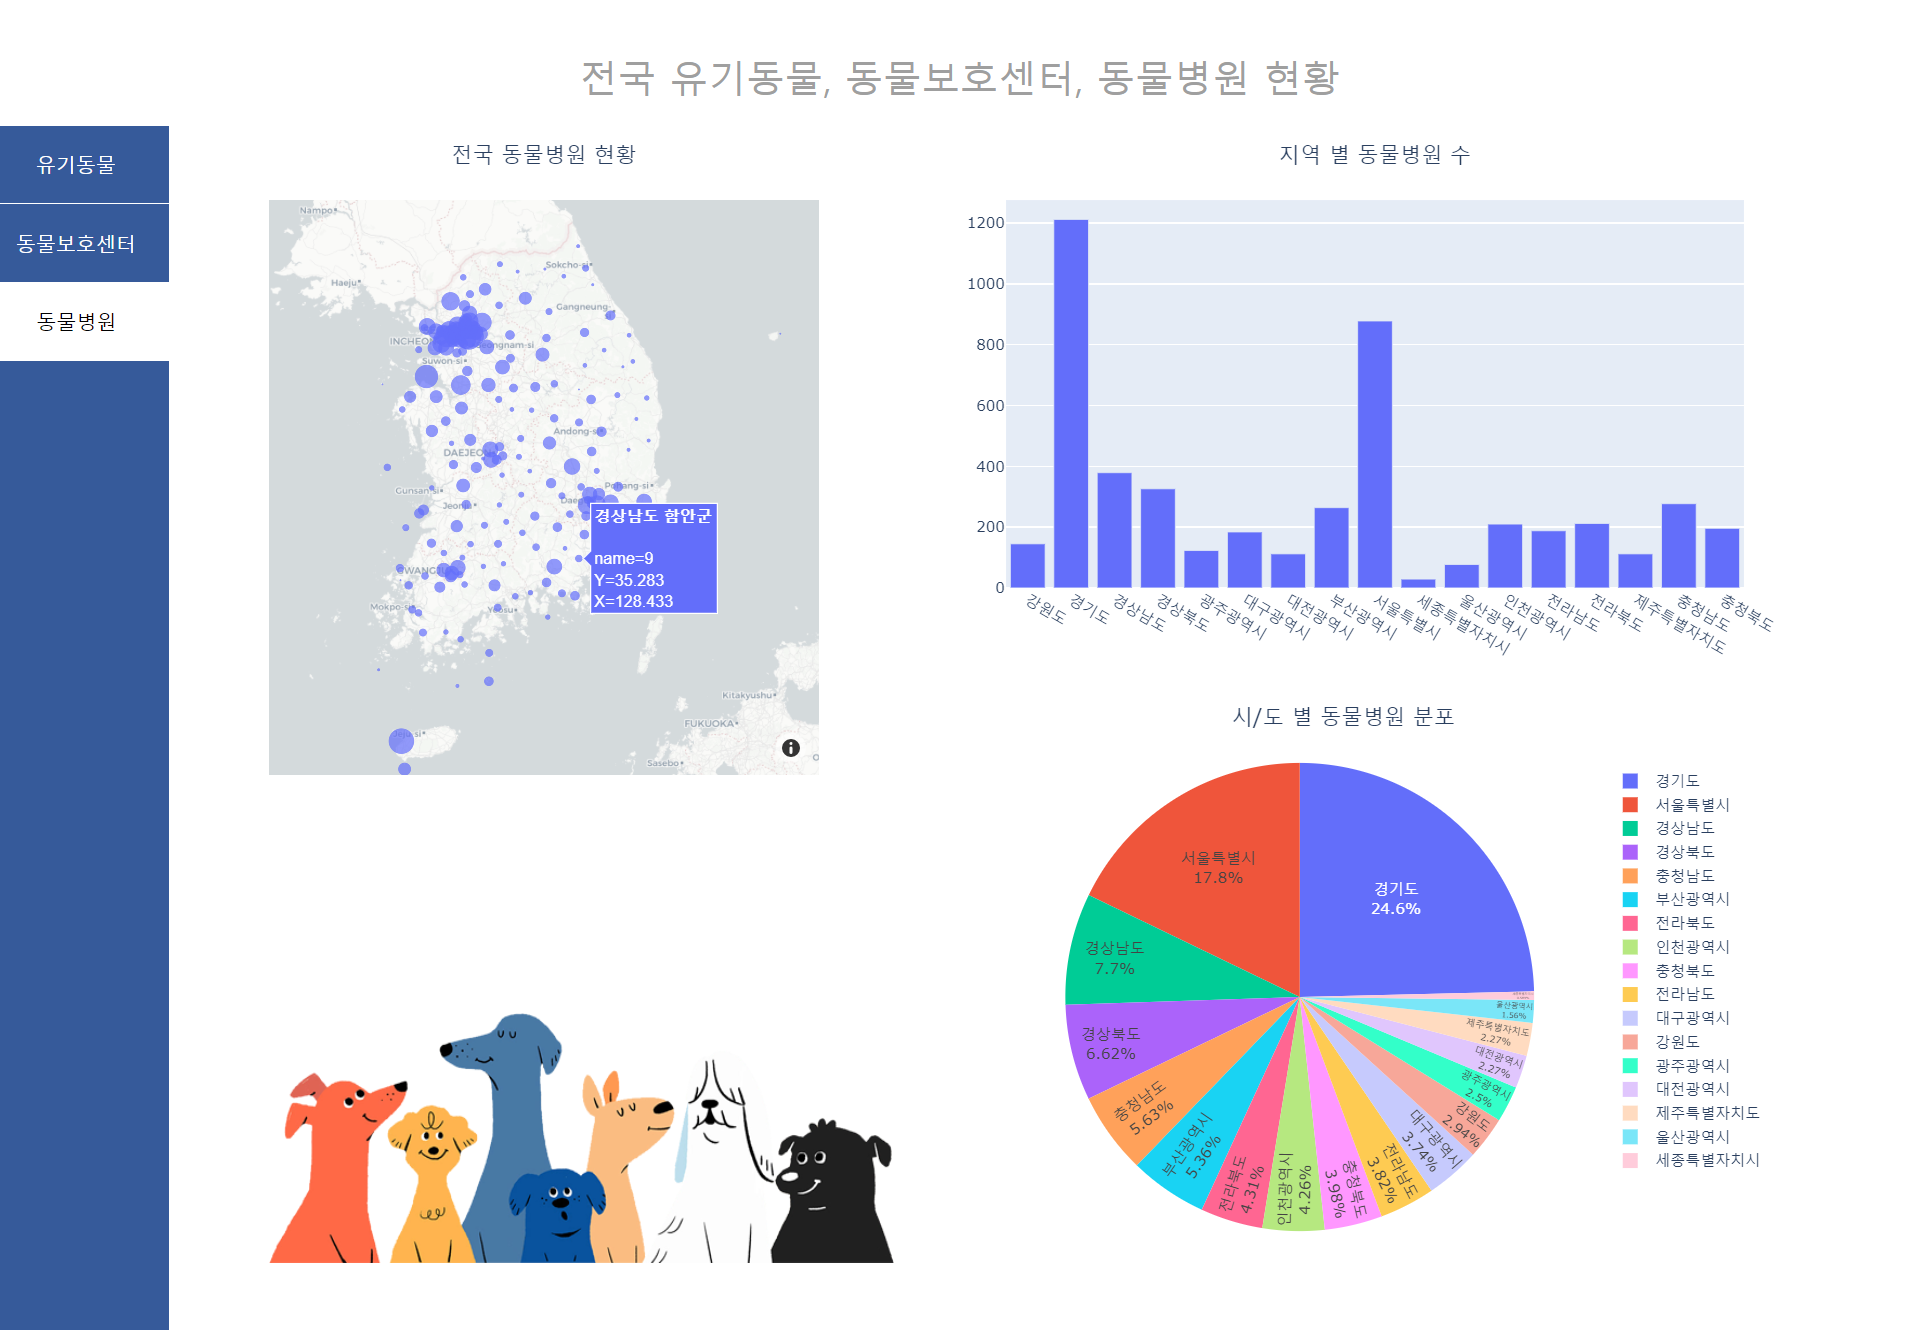 전국 유기동물, 동물보호센터, 동물병원 현황
유기동물
동물보호센터
동물병원
전국 동물병원 현황
Nampo
Haeju
Sokcho-si
Gangneung-
INCHEO
eongnam-si
Suwon-si
Andong-si
DAEJEO
Gunsan-si
Pohang-si
Daeg
Jeonju
GWANGJU
Mokpo-si
Yeosu
Jeju-si
Kitakyushu
FUKUOKA
Sasebo
경상남도 함안군
name=9
Y=35.283
X=128.433
지역 별 동물병원 수
1200
1000
800
600
400
200
0
강원도
경기도
경상남도
경상북도
광주광역시
대구광역시
대전광역시
부산광역시
서울특별시
세종특별자치시
울산광역시
인천광역시
전라남도
전라북도
제주특별자치도
충청남도
충청북도
시/도 별 동물병원 분포
경기도
24.6%
서울특별시
17.8%
경상남도
7.7%
경상북도
6.62%
충청남도
5.63%
부산광역시
5.36%
전라북도
4.31%
인천광역시
4.26%
충청북도
3.98%
전라남도
3.82%
대구광역시
3.74%
강원도
2.94%
광주광역시
2.5%
대전광역시
2.27%
제주특별자치도
2.27%
울산광역시
1.56%
경기도
서울특별시
경상남도
경상북도
충청남도
부산광역시
전라북도
인천광역시
충청북도
전라남도
대구광역시
강원도
광주광역시
대전광역시
제주특별자치도
울산광역시
세종특별자치시